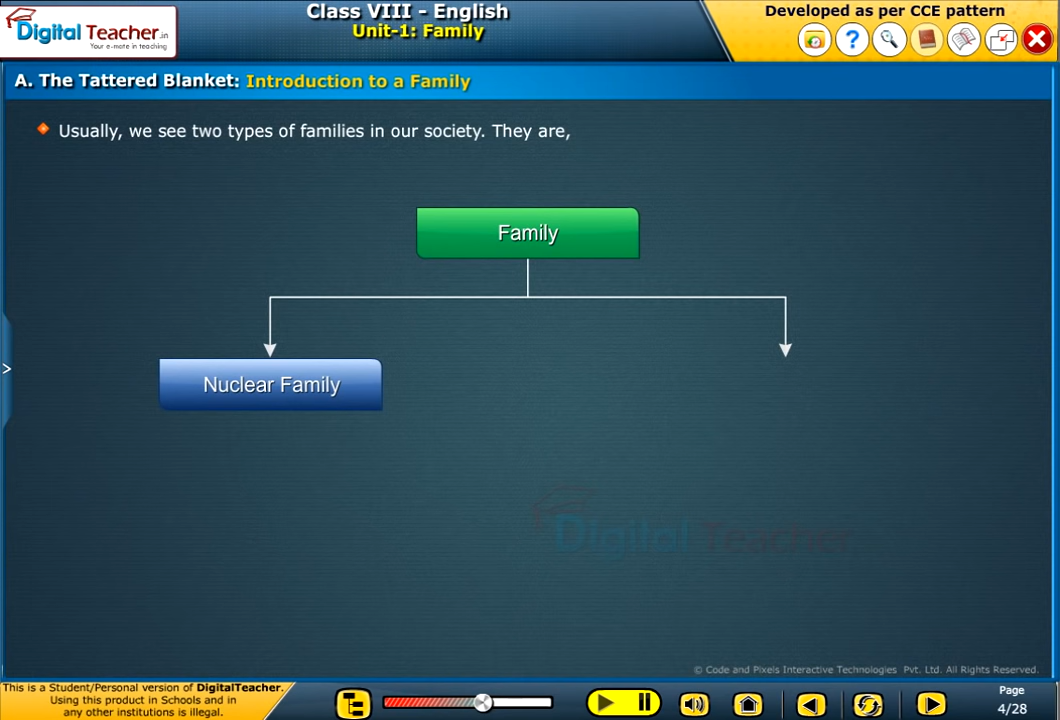 Digital Teacher.in
Your e-mate in teaching
Class VIII - English
Unit-1: Family
Developed as per CCE pattern
A. The Tattered Blanket: Introduction to a Family
Usually, we see two types of families in our society. They are,
Family
Nuclear Family
Digital Teacher
© Code and Pixels Interactive Technologies Pvt. Ltd. All Rights Reserved.
This is a Student/Personal version of DigitalTeacher.
Using this product in Schools and in
any other institutions is illegal.
Page
4/28